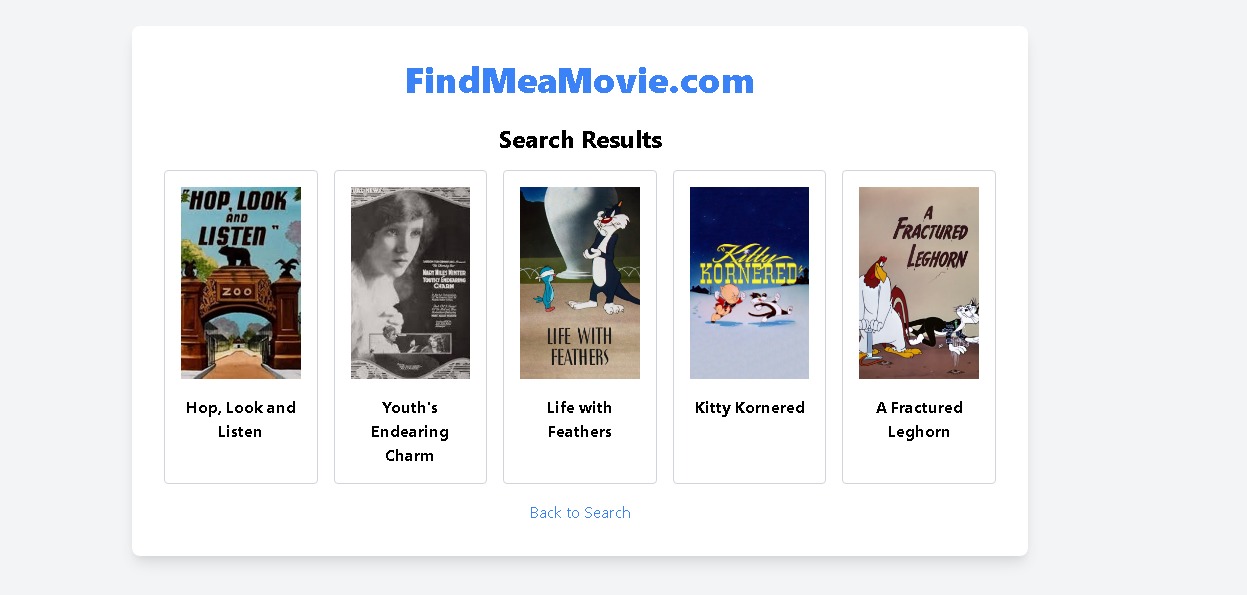 FindMeaMovie.com
Search Results
"HOP, LOOK
AND
LISTEN"
ZOO
Hop, Look and
Listen
MARY MILES MINTER
YOUTH'S ENDEARING
CHARM
Youth's
Endearing
Charm
LIFE WITH
FEATHERS
Life with
Feathers
"Kitty
KORNERED"
Kitty Kornered
A
FRACTURED
LEGHORN
A Fractured
Leghorn
Back to Search